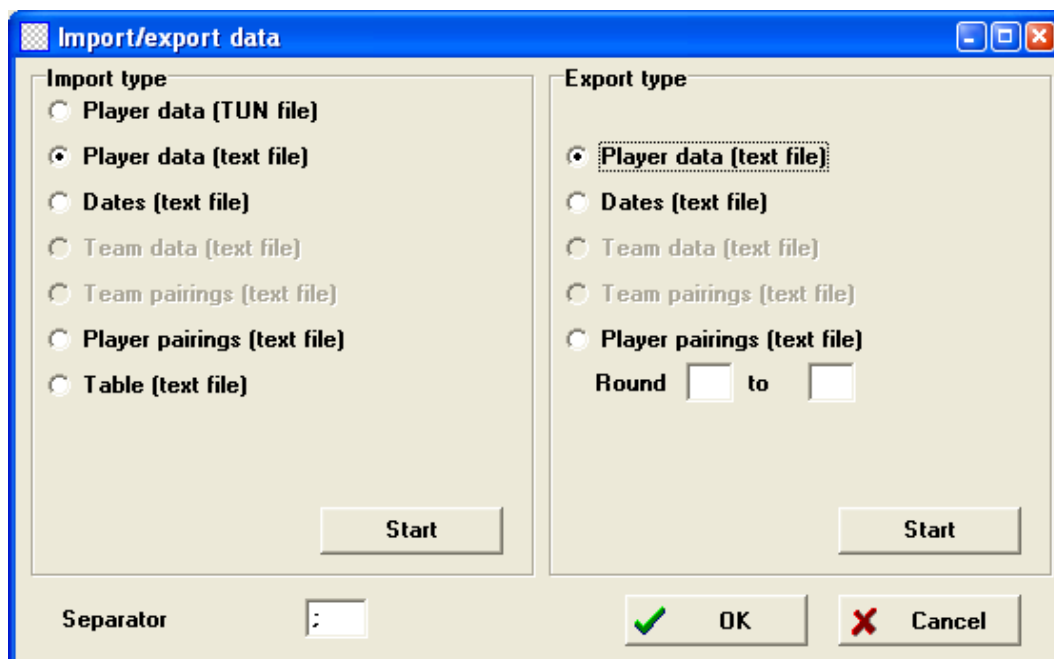 Import/export data
Import type
Player data (TUN file)
Player data (text file)
Dates (text file)
Team data (text file)
Team pairings (text file)
Player pairings (text file)
Table (text file)
Start
Export type
Player data (text file)
Dates (text file)
Team data (text file)
Team pairings (text file)
Player pairings (text file)
Round to
Start
Separator ;
OK
Cancel